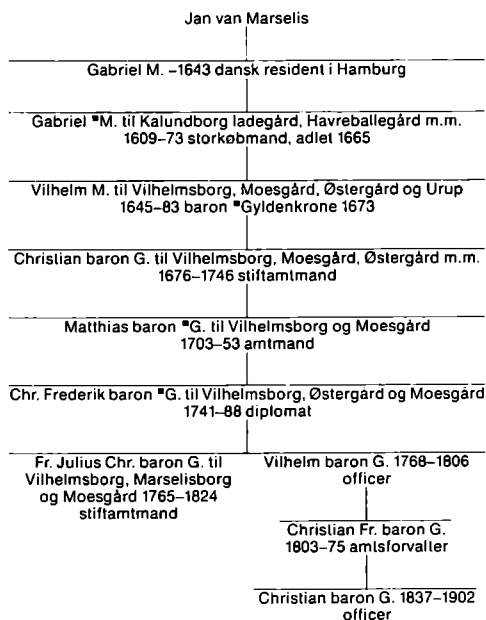 Jan van Marselis
Gabriel M. –1643 dansk resident i Hamburg
Gabriel ■M. til Kalundborg ladegård, Havreballegård m.m.
1609–73 storkøbmand, adlet 1665
Vilhelm M. til Vilhelmsborg, Moesgård, Østergård og Urup
1645–83 baron ■Gyldenkrone 1673
Christian baron G. til Vilhelmsborg, Moesgård, Østergård m.m.
1676–1746 stiftamtmand
Matthias baron ■G. til Vilhelmsborg og Moesgård
1703–53 amtmand
Chr. Frederik baron ■G. til Vilhelmsborg, Østergård og Moesgård
1741–88 diplomat
Fr. Julius Chr. baron G. til
Vilhelmsborg, Marselisborg
og Moesgård 1765–1824
stiftamtmand
Vilhelm baron G. 1768–1806
officer
Christian Fr. baron G.
1803–75 amtsforvalter
Christian baron G. 1837–1902
officer